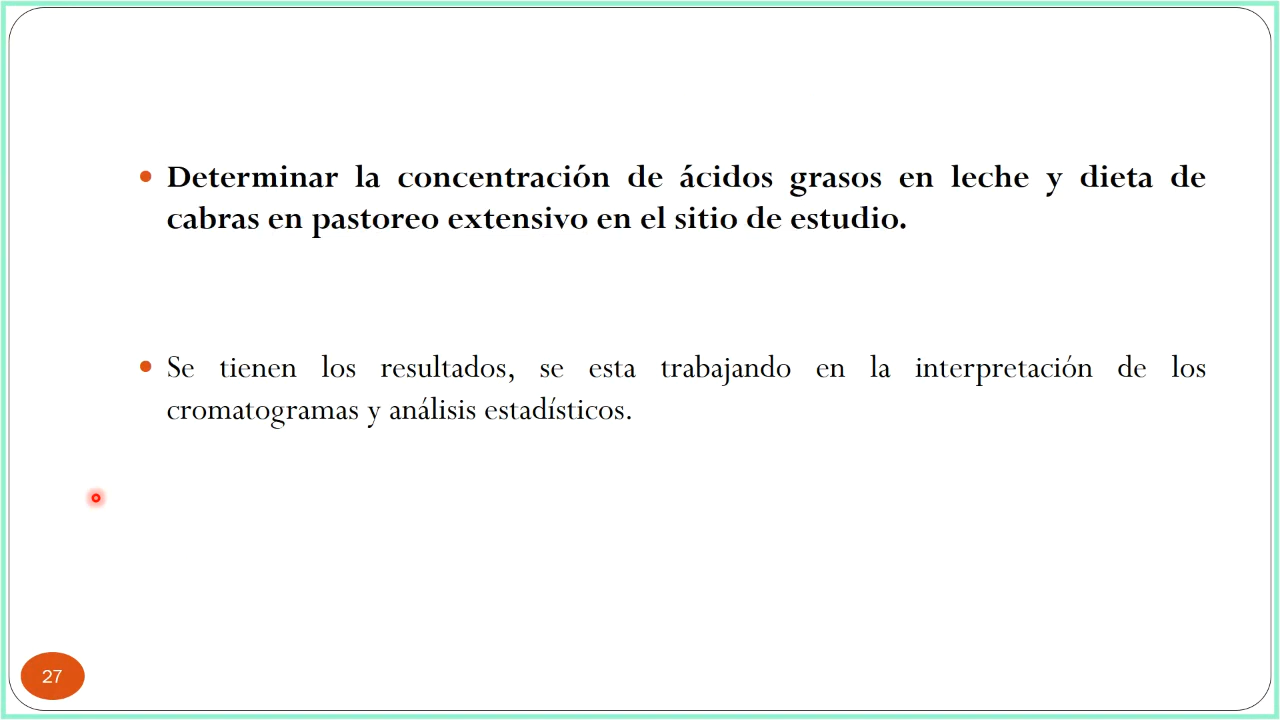 Determinar la concentración de ácidos grasos en leche y dieta de
cabras en pastoreo extensivo en el sitio de estudio.
Se tienen los resultados, se esta trabajando en la interpretación de los
cromatogramas y análisis estadísticos.
27